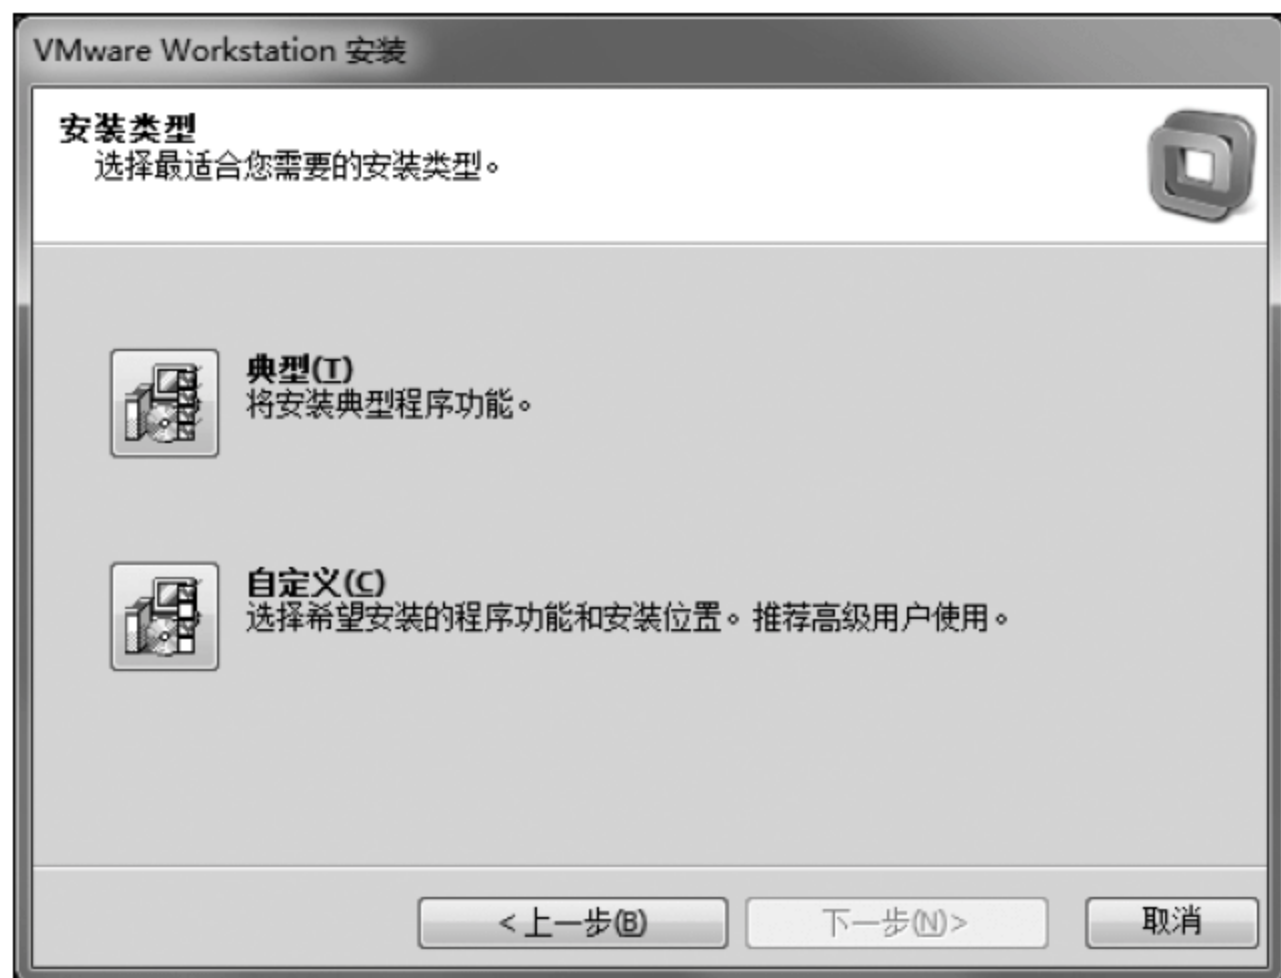 VMware Workstation 安装
安装类型
选择最适合您需要的安装类型。
典型(T)
将安装典型程序功能。
自定义(C)
选择希望安装的程序功能和安装位置。推荐高级用户使用。
<上一步(B)
下一步(N)>
取消